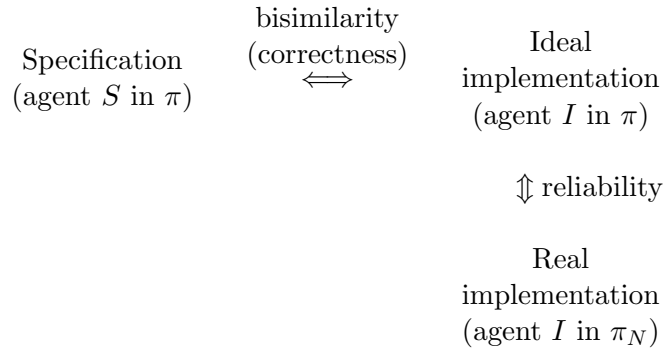 Specification
(agent S in π)
bisimilarity
(correctness)
⇐⇒
Ideal
implementation
(agent I in π)
⇕ reliability
Real
implementation
(agent I in π_N)